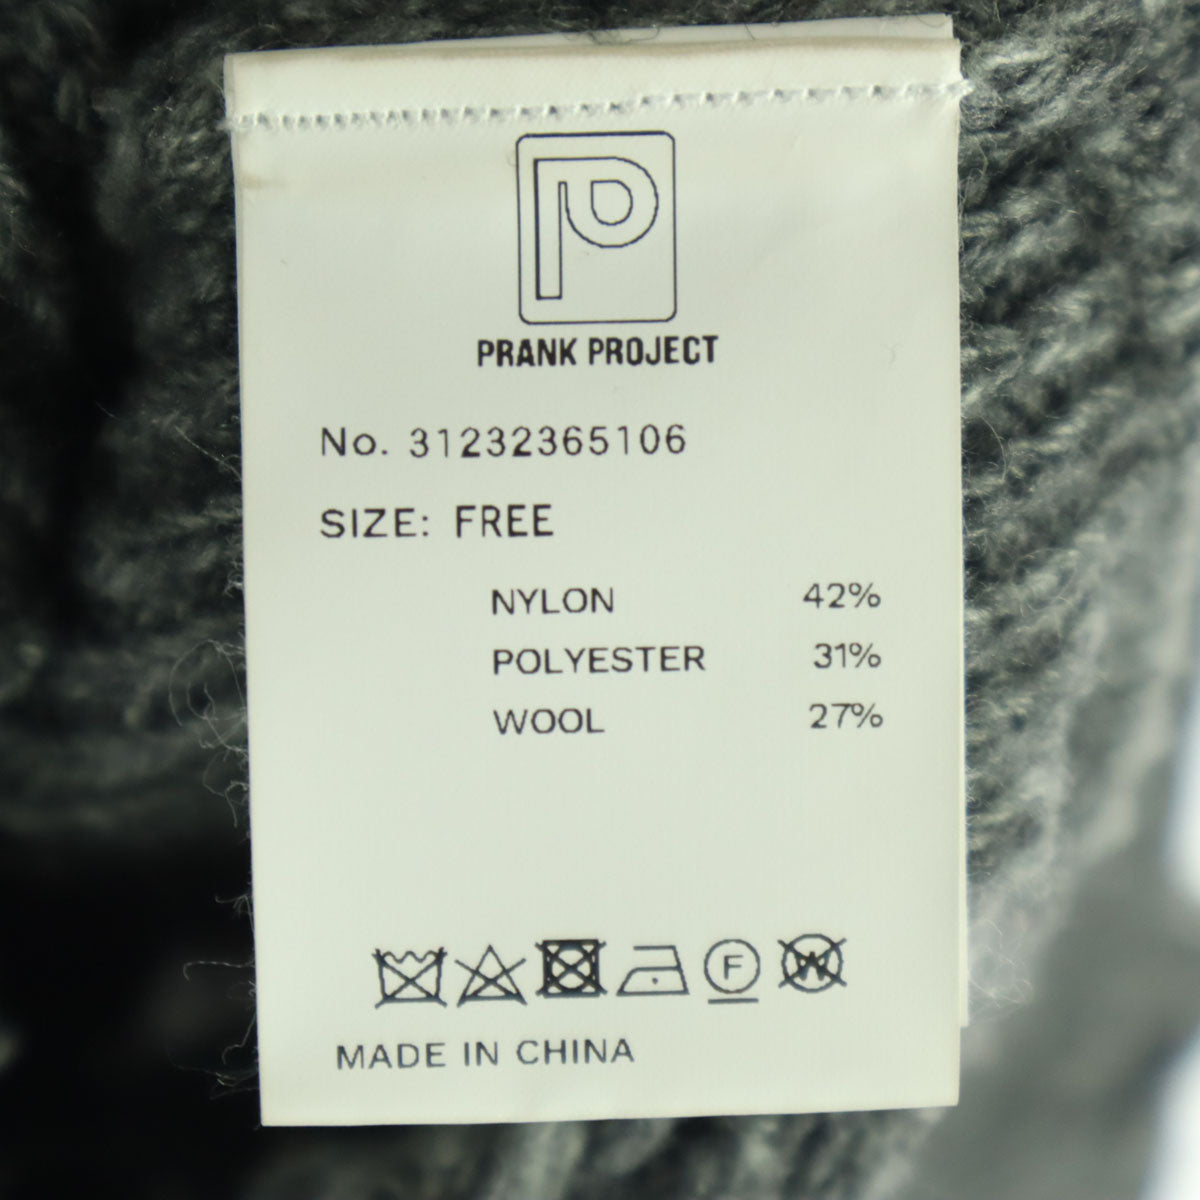 P
PRANK PROJECT
No. 31232365106
SIZE: FREE
NYLON 42%
POLYESTER 31%
WOOL 27%
F W
MADE IN CHINA